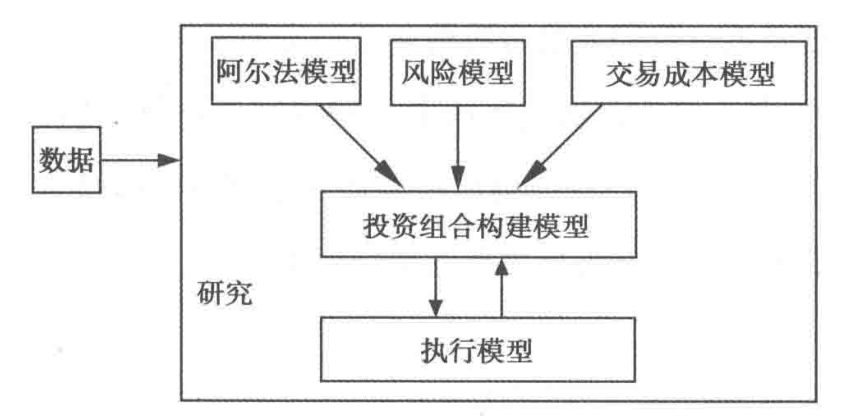 阿尔法模型
风险模型
交易成本模型
数据
投资组合构建模型
研究
执行模型